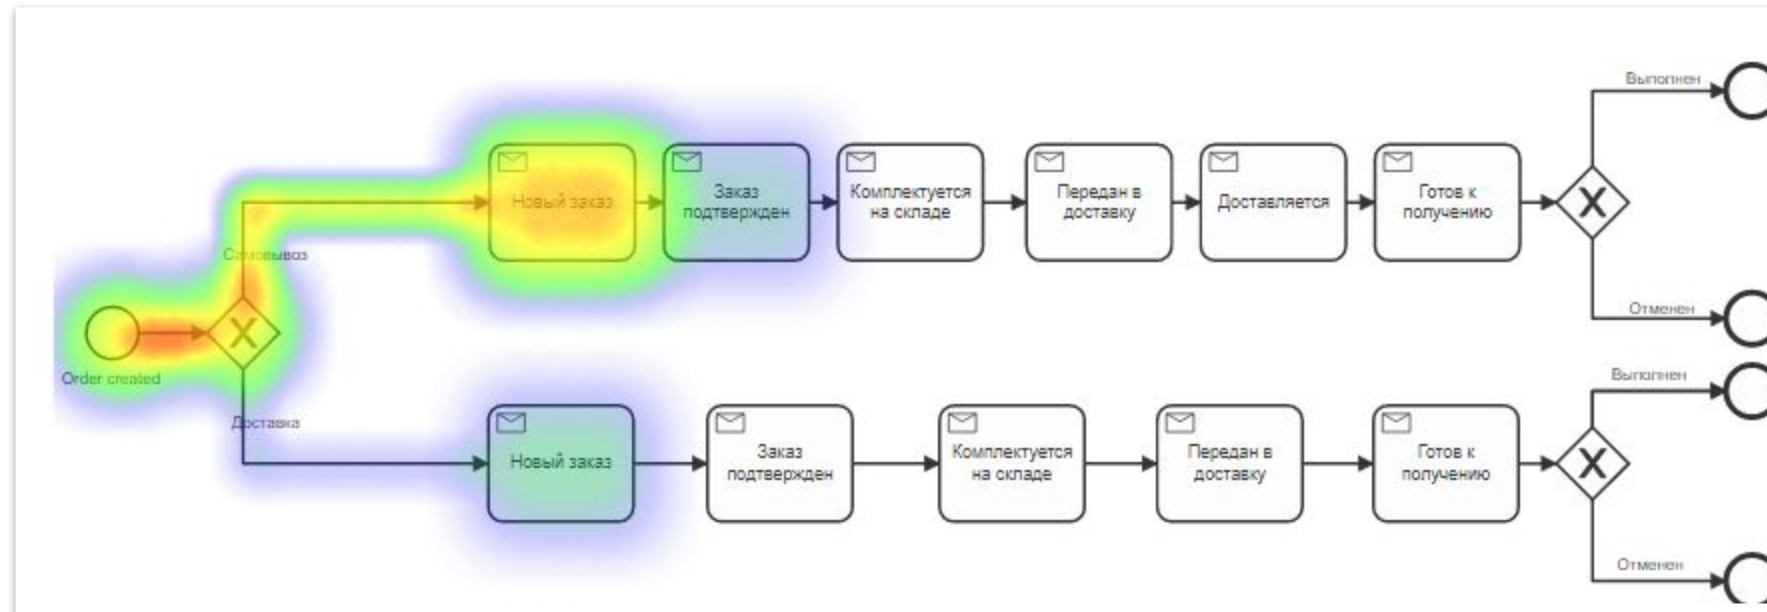 Выполнен
Новый заказ
Заказ
подтвержден
Комплектуется
на складе
Передан в
доставку
Доставляется
Готов к
получению
X
Самовывоз
Отменен
X
Order created
Выполнен
Доставка
Новый заказ
Заказ
подтвержден
Комплектуется
на складе
Передан в
доставку
Готов к
получению
X
Отменен